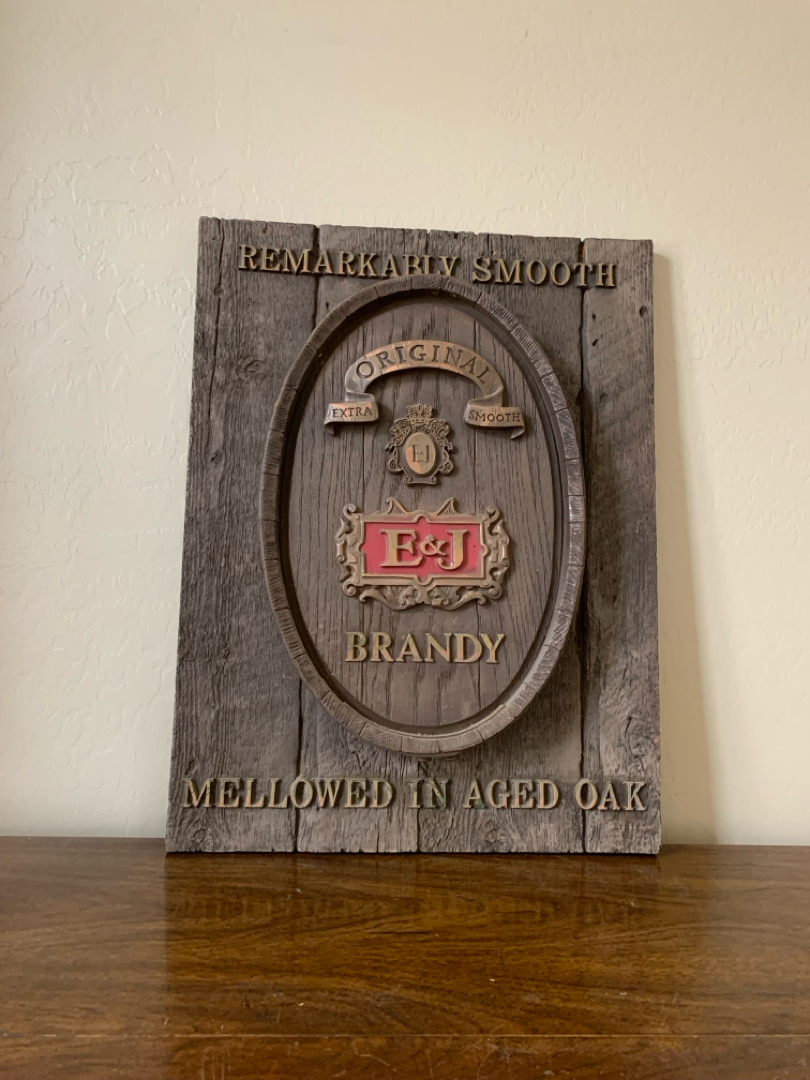 REMARKABLY SMOOTH
ORIGINAL
EXTRA SMOOTH
E&J
E&J
BRANDY
MELLOWED IN AGED OAK